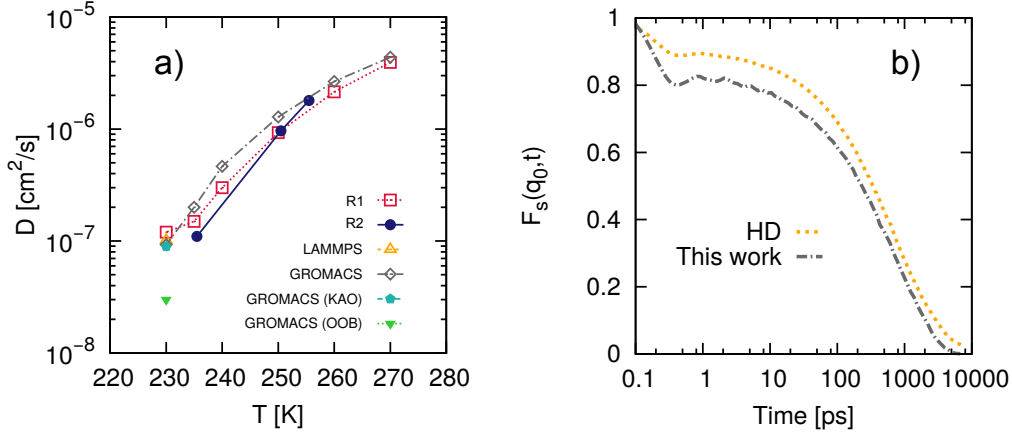 a)
D [cm²/s]
10⁻⁵
10⁻⁶
10⁻⁷
10⁻⁸
220 230 240 250 260 270 280
T [K]
R1
R2
LAMMPS
GROMACS
GROMACS (KAO)
GROMACS (OOB)
b)
Fₛ(q₀,t)
1
0.8
0.6
0.4
0.2
0
0.1 1 10 100 1000 10000
Time [ps]
HD
This work